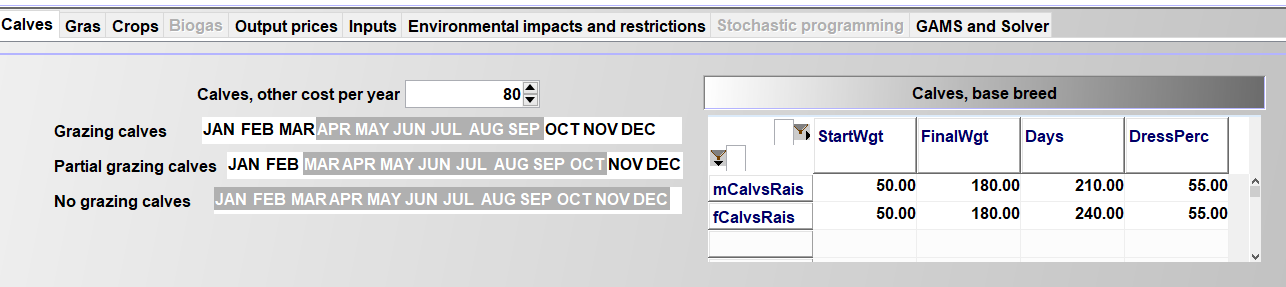 Calves Gras Crops Biogas Output prices Inputs Environmental impacts and restrictions Stochastic programming GAMS and Solver
Calves, other cost per year 80
Grazing calves JAN FEB MAR APR MAY JUN JUL AUG SEP OCT NOV DEC
Partial grazing calves JAN FEB MAR APR MAY JUN JUL AUG SEP OCT NOV DEC
No grazing calves JAN FEB MAR APR MAY JUN JUL AUG SEP OCT NOV DEC
Calves, base breed
StartWgt FinalWgt Days DressPerc
mCalvsRais 50.00 180.00 210.00 55.00
fCalvsRais 50.00 180.00 240.00 55.00